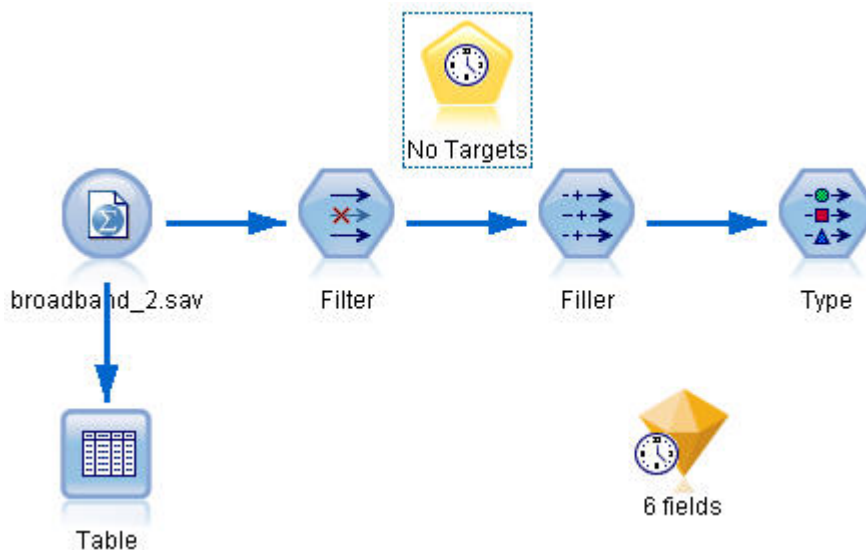 No Targets
broadband_2.sav
Filter
Filler
Type
6 fields
Table